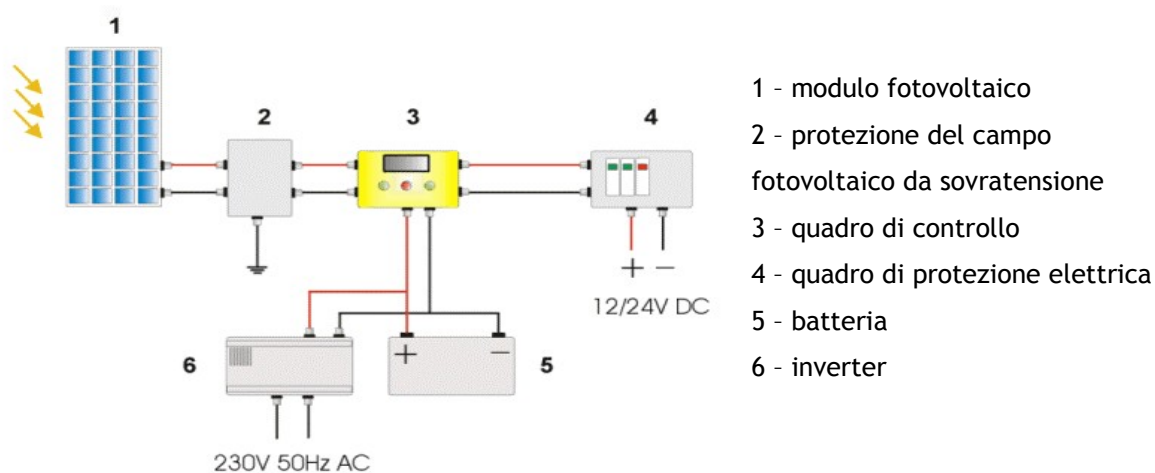 1
2
3
4
1 – modulo fotovoltaico
2 – protezione del campo
fotovoltaico da sovratensione
3 – quadro di controllo
4 – quadro di protezione elettrica
5 – batteria
6 – inverter
+ −
12/24V DC
6
+ −
5
230V 50Hz AC